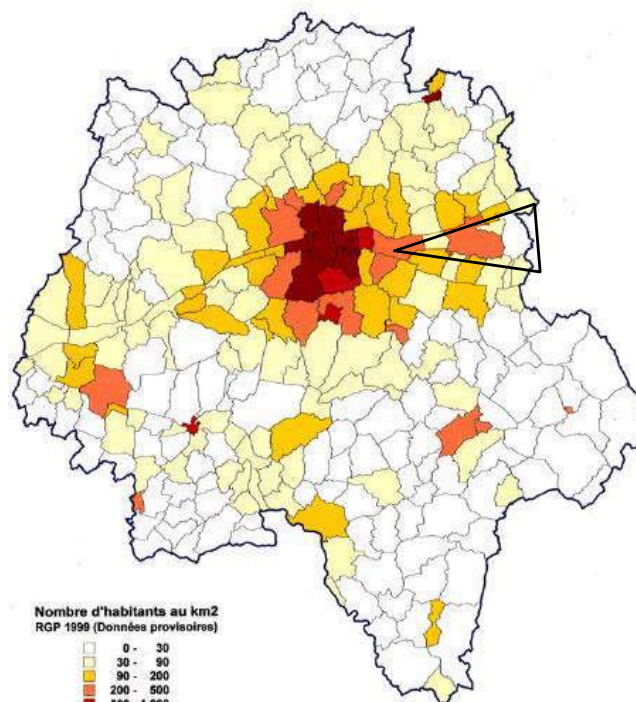 Nombre d'habitants au km2
RGP 1999 (Données provisoires)
0 - 30
30 - 90
90 - 200
200 - 500